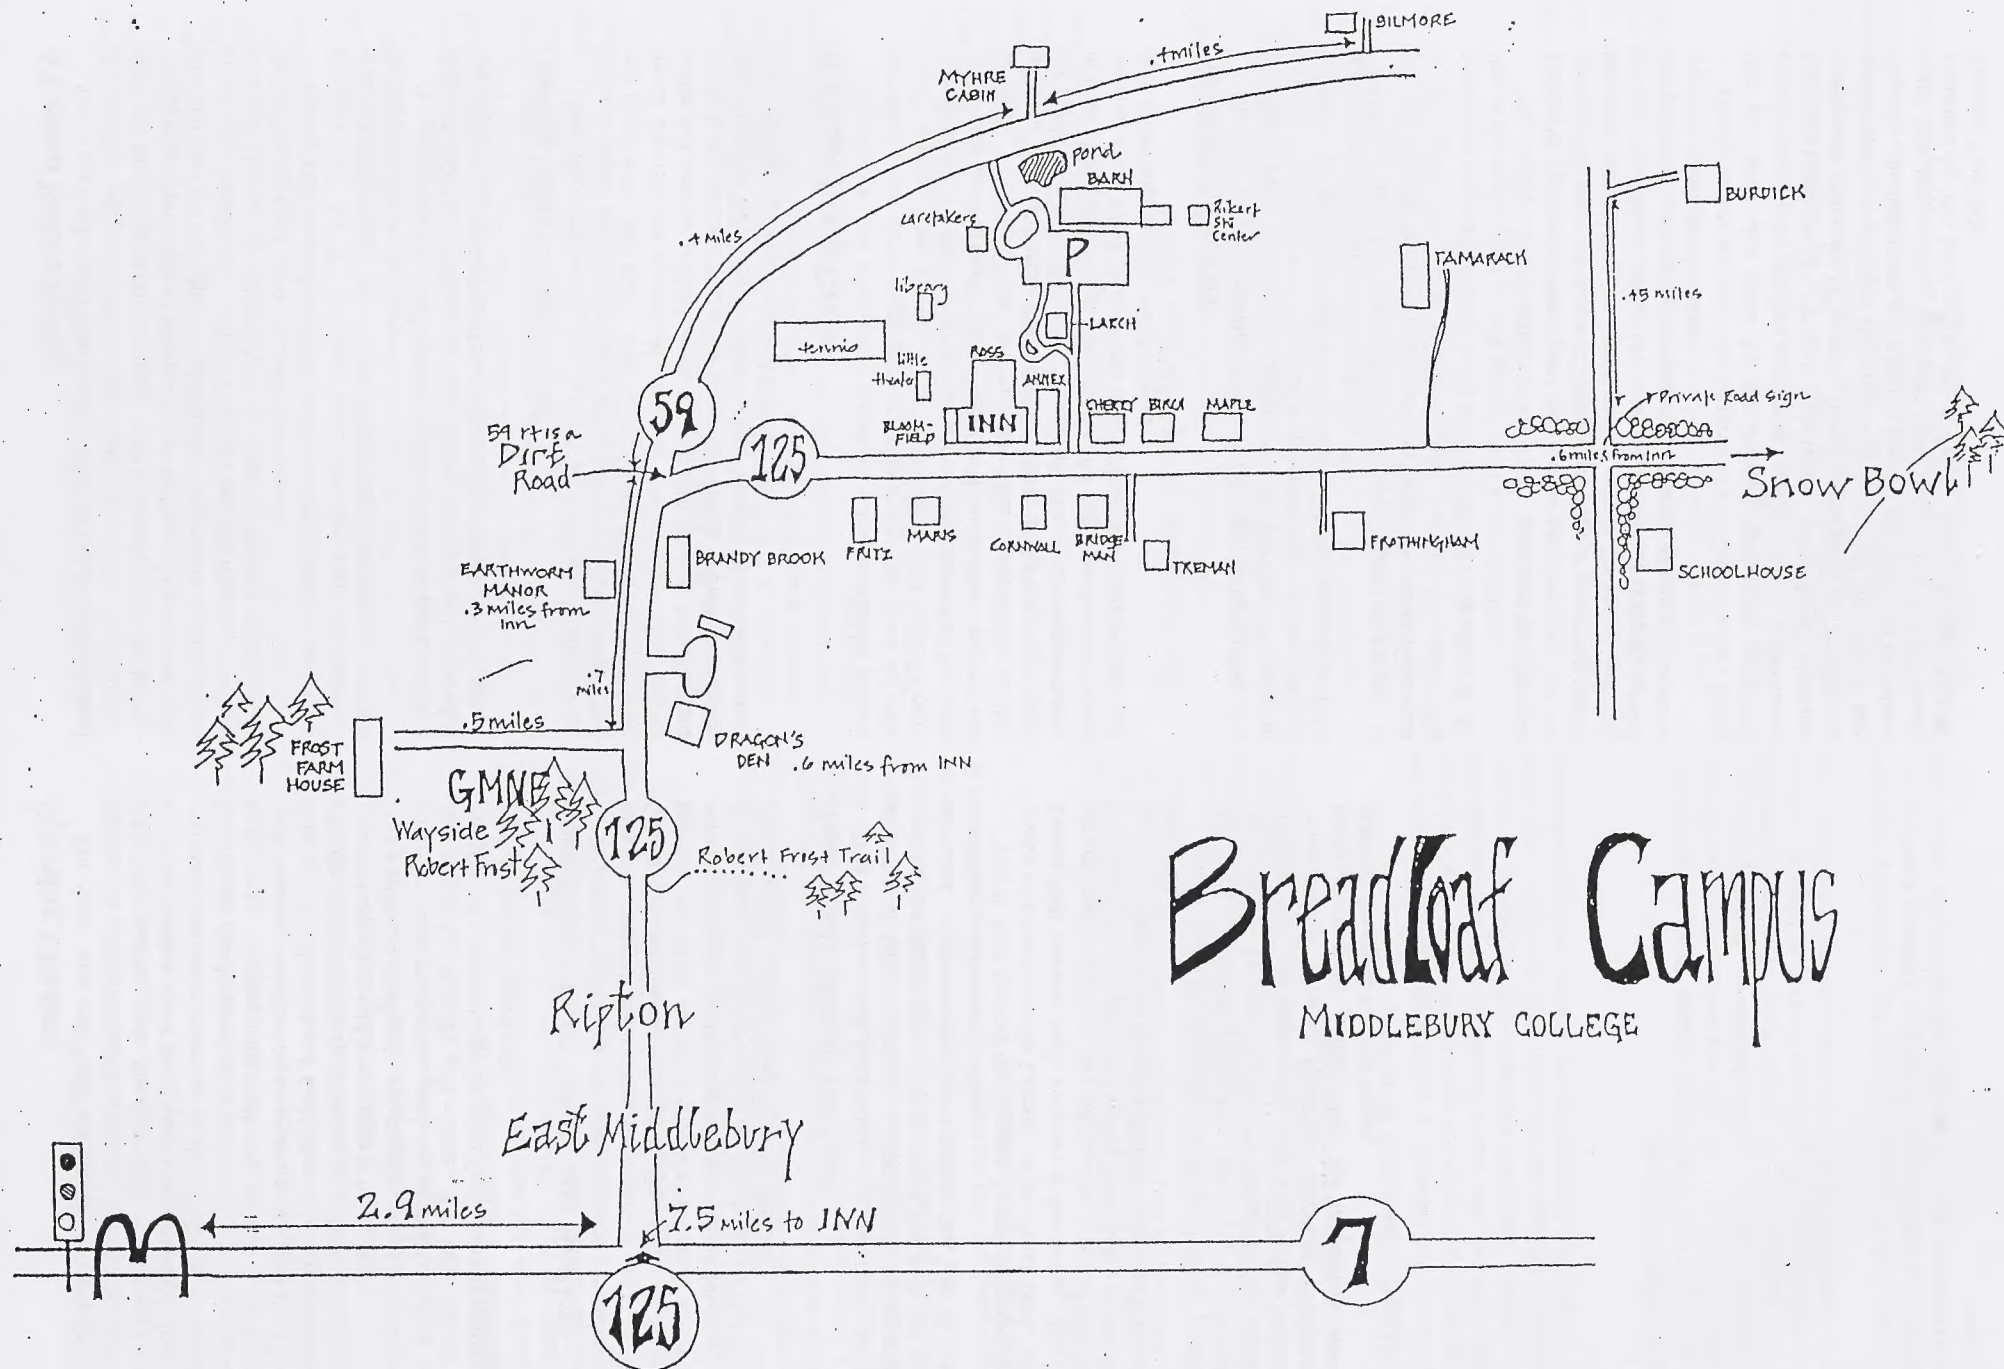 GILMORE
.4 miles
MYHRE
CABIN
Pond
BARN
BURDICK
caretakers
Rikert
Ski
Center
.4 Miles
P
TAMARACK
library
.45 miles
LARCH
tennis
ROSS
little
theater
ANNEX
59
CHERRY
BIRCH
MAPLE
Private Road Sign
BLOOM-
FIELD
INN
59 rt is a
DIRt
Road
125
.6 miles from Inn
Snow Bowl
EARTHWORM
MANOR
.3 miles from
Inn
BRANDY BROOK
FRITZ
MARIS
CORNWALL
BRIDGE
MAN
TREMAN
FROTHINGHAM
SCHOOLHOUSE
.7
miles
.5 miles
FROST
FARM
HOUSE
DRAGON'S
DEN .6 miles from INN
GMNF
Wayside
Robert Frost
125
Robert Frost Trail
BreadLoaf Campus
MIDDLEBURY COLLEGE
Ripton
East Middlebury
2.9 miles
7.5 miles to INN
7
125